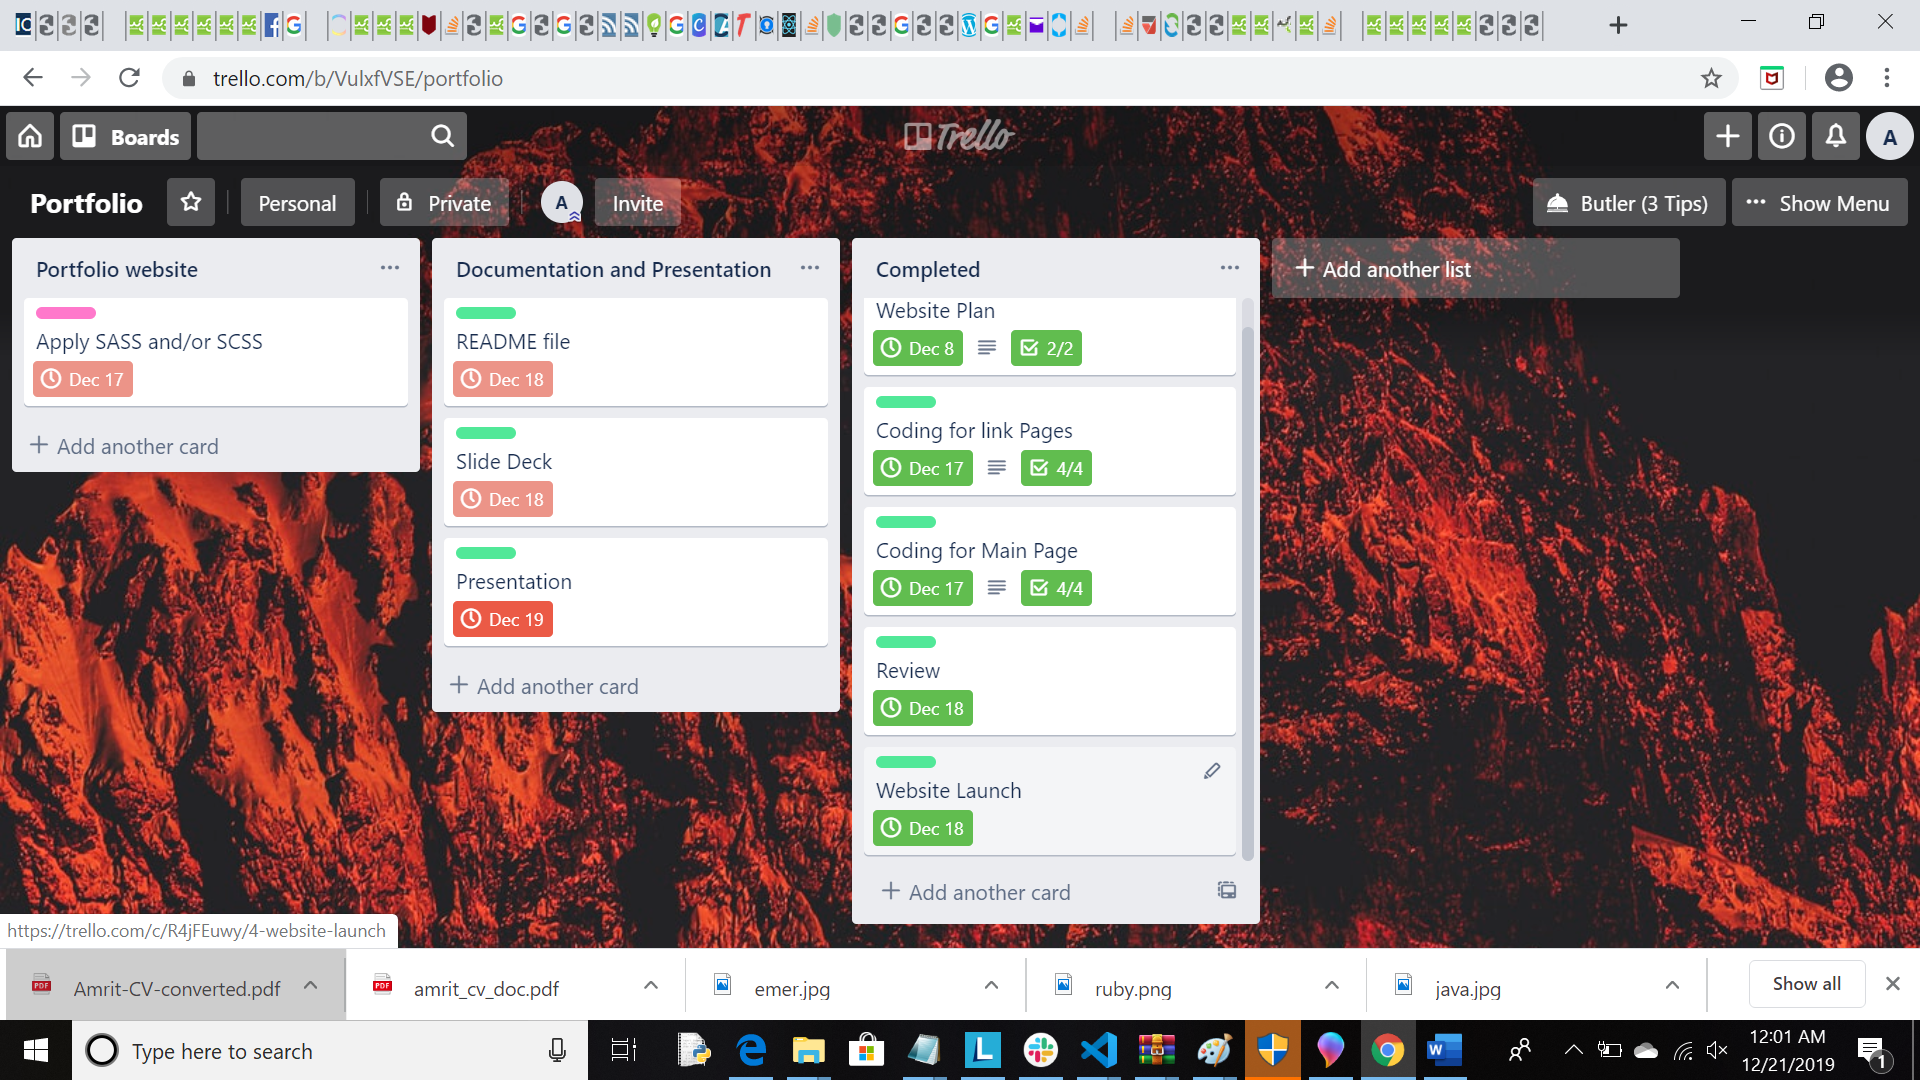 trello.com/b/VulxfVSE/portfolio
Boards
Trello
A
Portfolio
Personal
Private
A
Invite
Butler (3 Tips)
Show Menu
Portfolio website
Apply SASS and/or SCSS
Dec 17
Add another card
Documentation and Presentation
README file
Dec 18
Slide Deck
Dec 18
Presentation
Dec 19
Add another card
Completed
Website Plan
Dec 8
2/2
Coding for link Pages
Dec 17
4/4
Coding for Main Page
Dec 17
4/4
Review
Dec 18
Website Launch
Dec 18
Add another card
Add another list
https://trello.com/c/R4jFEuwy/4-website-launch
Amrit-CV-converted.pdf
amrit_cv_doc.pdf
emer.jpg
ruby.png
java.jpg
Show all
Type here to search
12:01 AM
12/21/2019
1